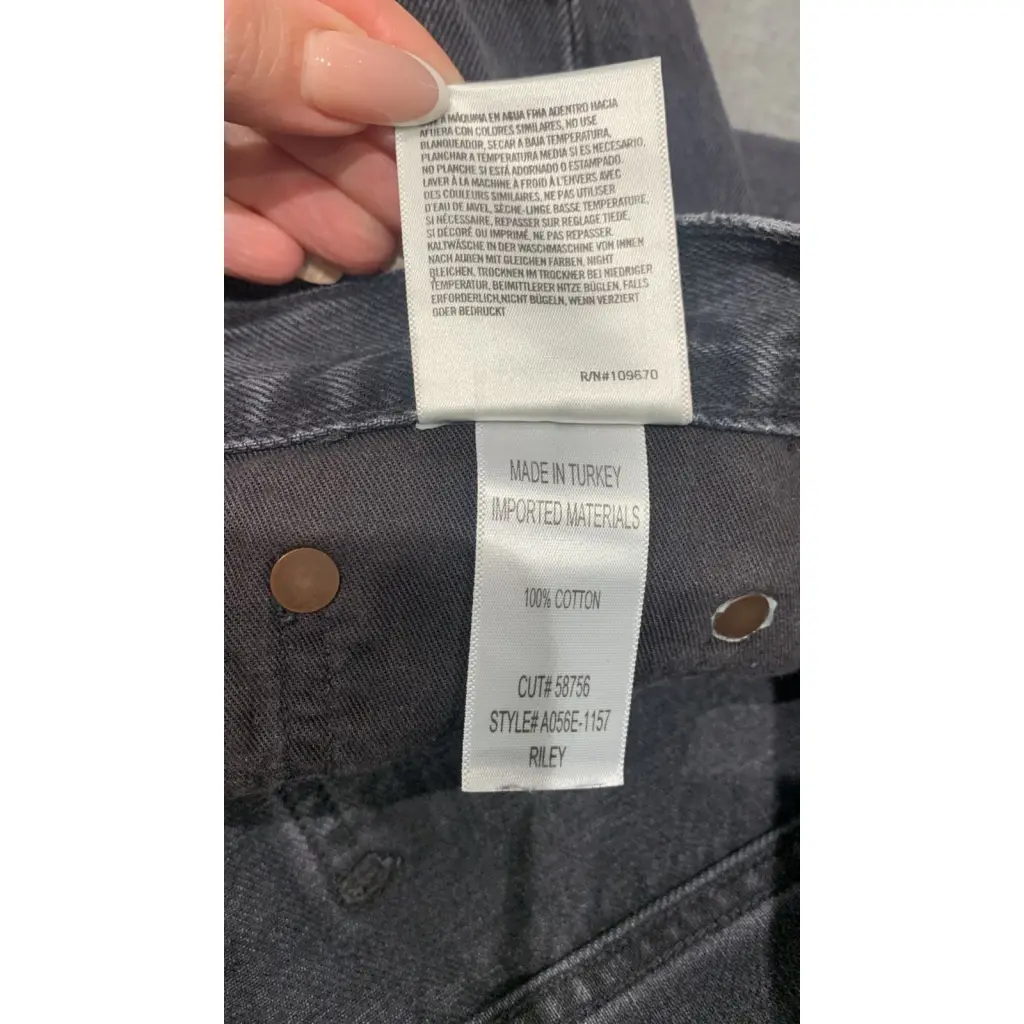 A MÁQUINA EN AGUA FRIA ADENTRO HACIA
AFUERA CON COLORES SIMILARES, NO USE
BLANQUEADOR, SECAR A BAJA TEMPERATURA,
PLANCHAR A TEMPERATURA MEDIA SI ES NECESARIO.
NO PLANCHE SI ESTÁ ADORNADO O ESTAMPADO.
LAVER À LA MACHINE À FROID À L'ENVERS AVEC
DES COULEURS SIMILAIRES, NE PAS UTILISER
D'EAU DE JAVEL, SÈCHE-LINGE BASSE TEMPERATURE,
SI NÉCESSAIRE, REPASSER SUR REGLAGE TIEDE.
SI DÉCORÉ OU IMPRIMÉ, NE PAS REPASSER.
KALTWÄSCHE IN DER WASCHMASCHINE VON INNEN
NACH AUßEN MIT GLEICHEN FARBEN, NIGHT
BLEICHEN, TROCKNEN IM TROCKNER BEI NIEDRIGER
TEMPERATUR, BEIMITTLERER HITZE BÜGLEN, FALLS
ERFORDERLICH,NICHT BÜGELN, WENN VERZIERT
ODER BEDRUCKT
R/N#109670
MADE IN TURKEY
IMPORTED MATERIALS
100% COTTON
CUT# 58756
STYLE# A056E-1157
RILEY